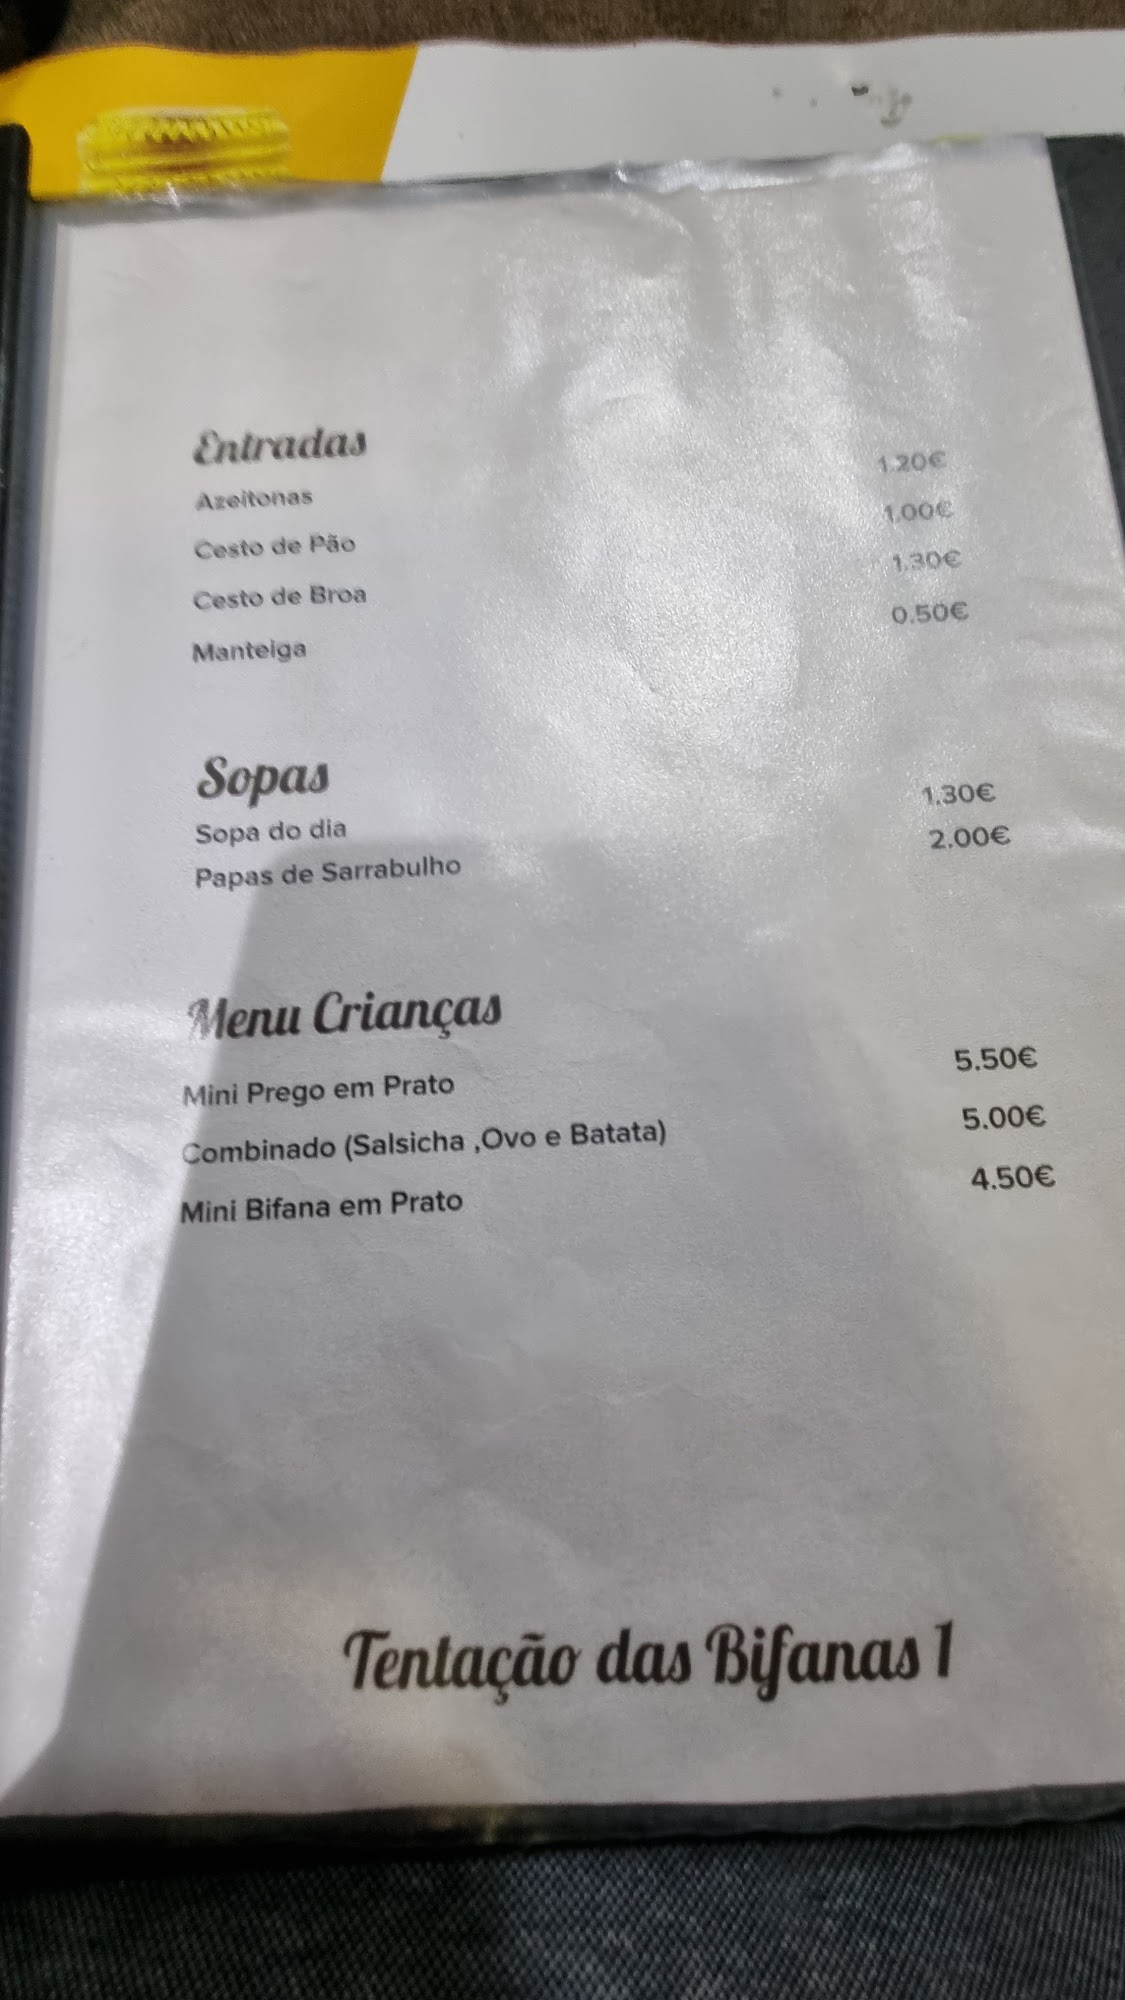 Entradas
Azeitonas 1.20€
Cesto de Pão 1.00€
Cesto de Broa 1.30€
Manteiga 0.50€
Sopas
Sopa do dia 1.30€
Papas de Sarrabulho 2.00€
Menu Crianças
Mini Prego em Prato 5.50€
Combinado (Salsicha ,Ovo e Batata) 5.00€
Mini Bifana em Prato 4.50€
Tentação das Bifanas 1